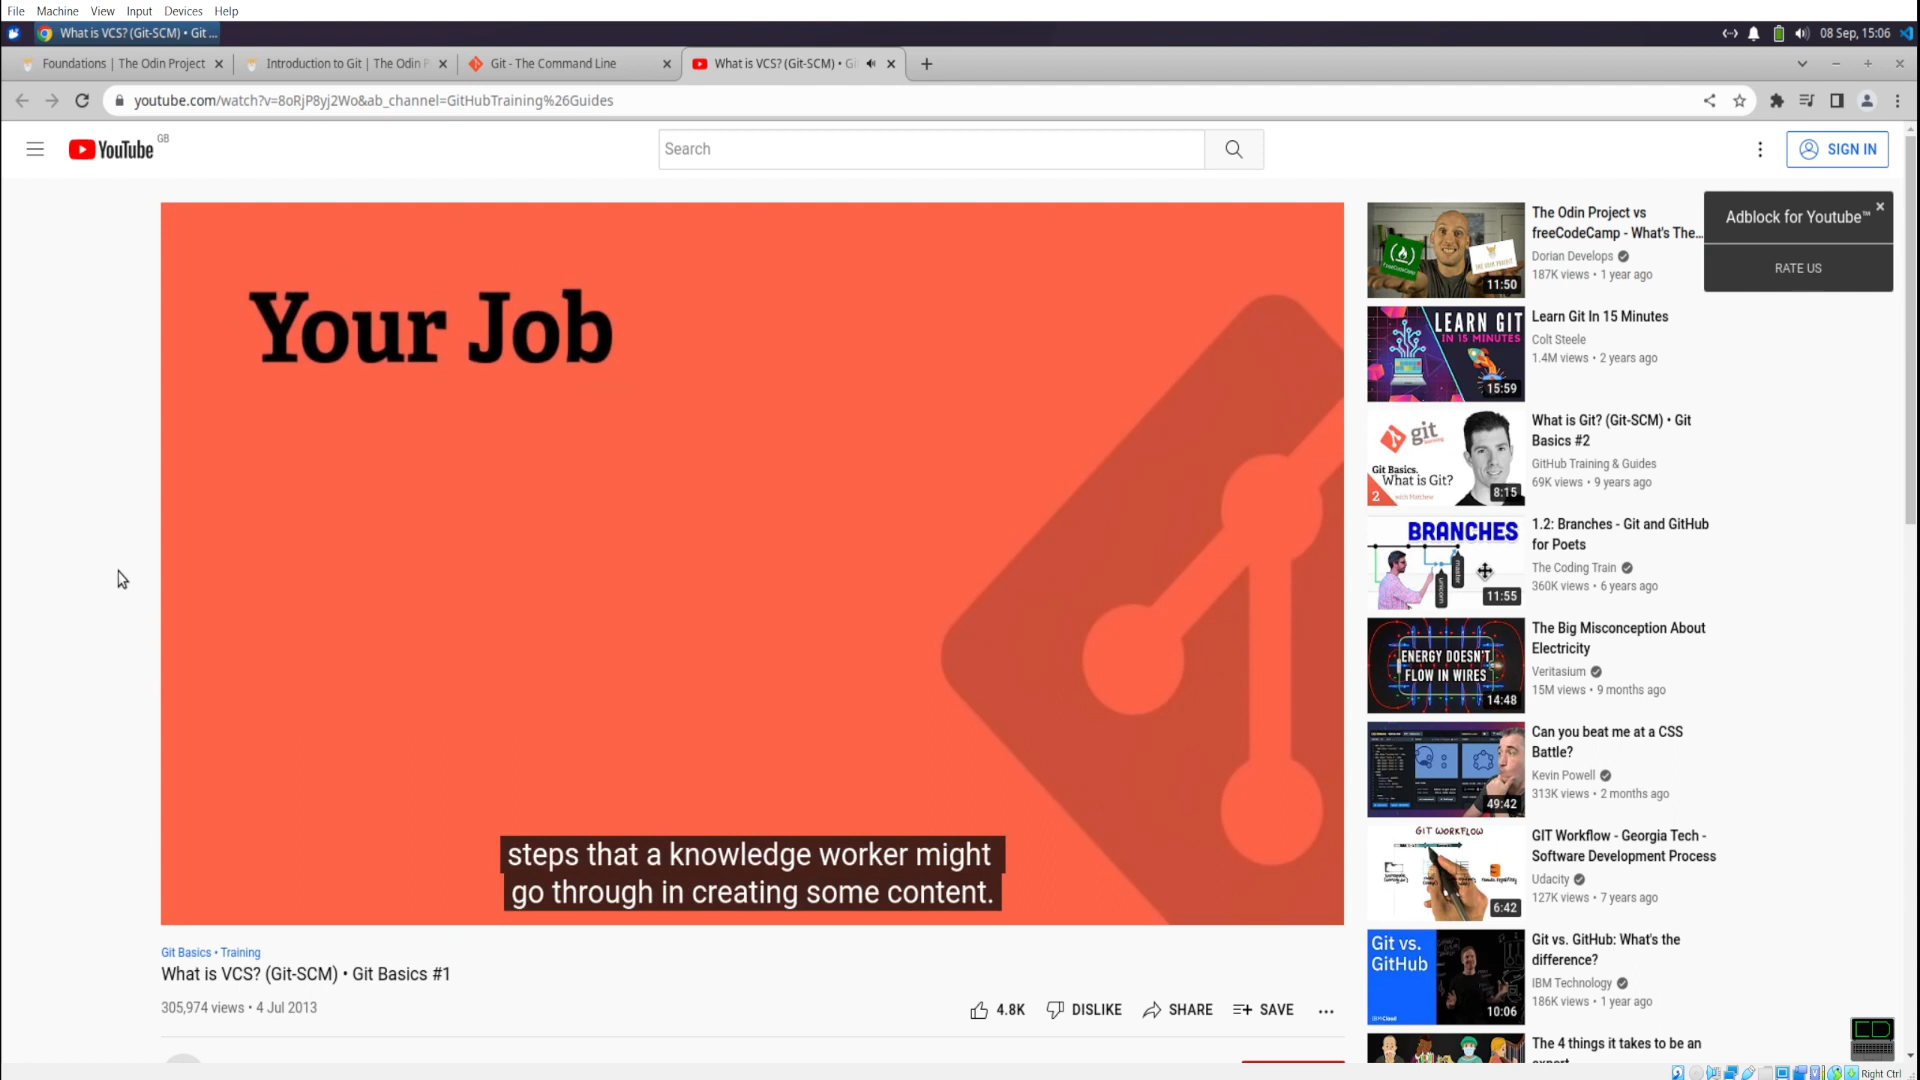 File Machine View Input Devices Help
What is VCS? (Git-SCM) • Git ...
08 Sep, 15:06
Foundations | The Odin Project
Introduction to Git | The Odin P
Git - The Command Line
What is VCS? (Git-SCM) • Gi
youtube.com/watch?v=8oRjP8yj2Wo&ab_channel=GitHubTraining%26Guides
YouTube GB
Search
SIGN IN
Your Job
steps that a knowledge worker might
go through in creating some content.
Git Basics • Training
What is VCS? (Git-SCM) • Git Basics #1
305,974 views • 4 Jul 2013
4.8K DISLIKE SHARE SAVE ...
Adblock for Youtube™
RATE US
11:50
The Odin Project vs
freeCodeCamp - What's The...
Dorian Develops
187K views • 1 year ago
LEARN GIT
IN 15 MINUTES
15:59
Learn Git In 15 Minutes
Colt Steele
1.4M views • 2 years ago
git
Git Basics.
What is Git?
2 with Matthew
8:15
What is Git? (Git-SCM) • Git
Basics #2
GitHub Training & Guides
69K views • 9 years ago
BRANCHES
master
unicorn
11:55
1.2: Branches - Git and GitHub
for Poets
The Coding Train
360K views • 6 years ago
ENERGY DOESN'T
FLOW IN WIRES
14:48
The Big Misconception About
Electricity
Veritasium
15M views • 9 months ago
49:42
Can you beat me at a CSS
Battle?
Kevin Powell
313K views • 2 months ago
GIT WORKFLOW
6:42
GIT Workflow - Georgia Tech -
Software Development Process
Udacity
127K views • 7 years ago
Git vs.
GitHub
IBM Cloud
10:06
Git vs. GitHub: What's the
difference?
IBM Technology
186K views • 1 year ago
The 4 things it takes to be an
expert
CD
Right Ctrl